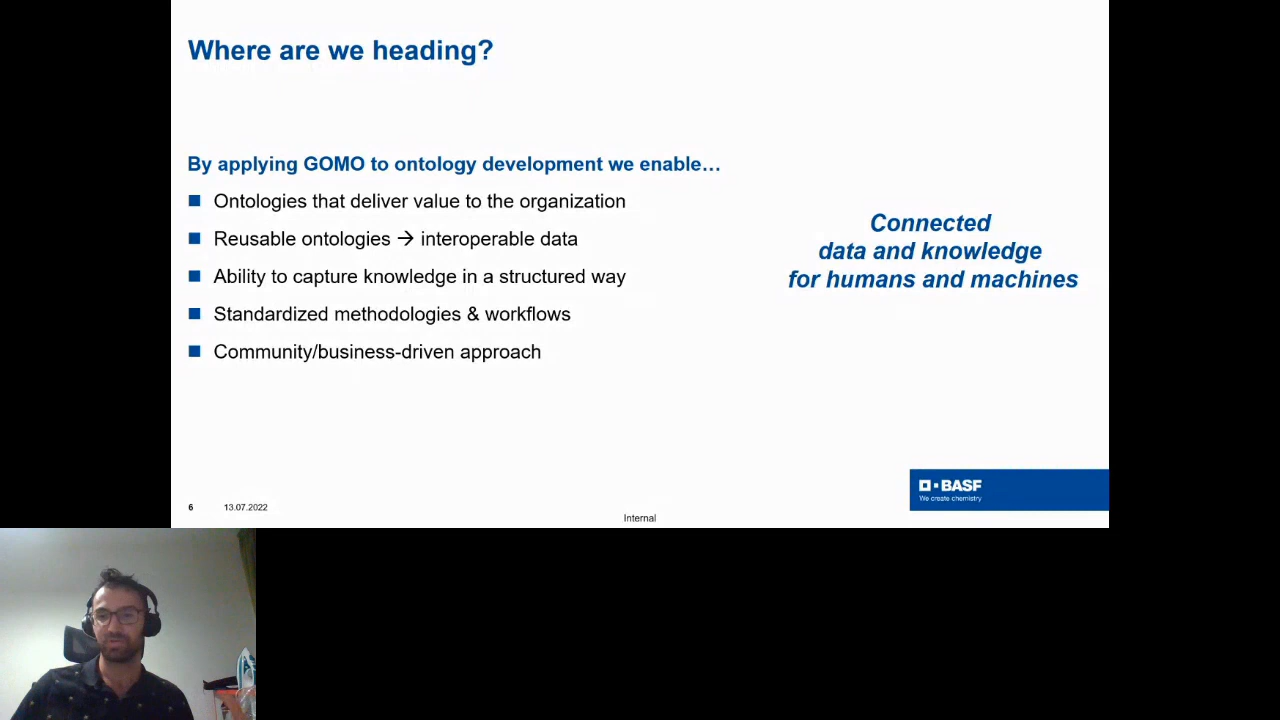 Where are we heading?
By applying GOMO to ontology development we enable…
Ontologies that deliver value to the organization
Reusable ontologies → interoperable data
Ability to capture knowledge in a structured way
Standardized methodologies & workflows
Community/business-driven approach
Connected
data and knowledge
for humans and machines
BASF
We create chemistry
6 13.07.2022
Internal